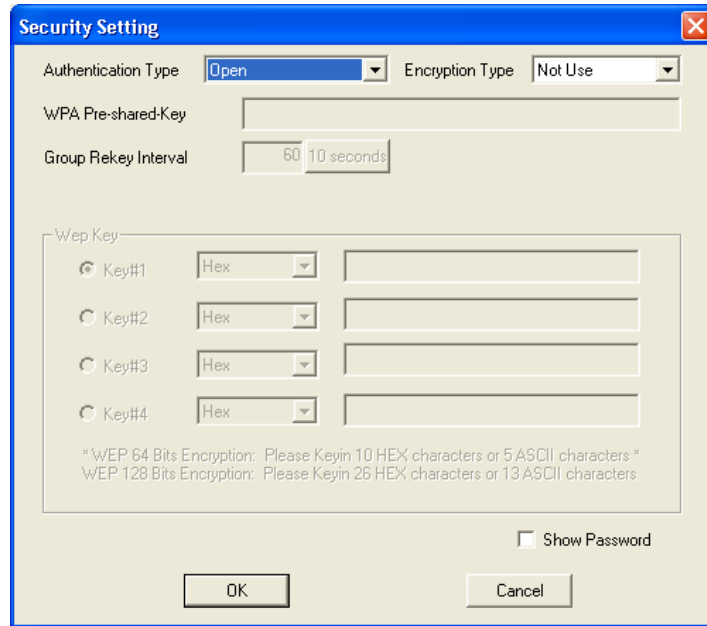 Security Setting
Authentication Type Open Encryption Type Not Use
WPA Pre-shared-Key
Group Rekey Interval 60 10 seconds
Wep Key
Key#1 Hex
Key#2 Hex
Key#3 Hex
Key#4 Hex
* WEP 64 Bits Encryption: Please Keyin 10 HEX characters or 5 ASCII characters *
WEP 128 Bits Encryption: Please Keyin 26 HEX characters or 13 ASCII characters
Show Password
OK Cancel